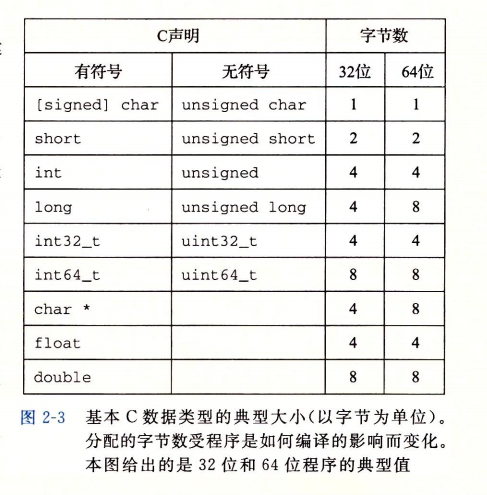 C声明 字节数
有符号 无符号 32位 64位
[signed] char unsigned char 1 1
short unsigned short 2 2
int unsigned 4 4
long unsigned long 4 8
int32_t uint32_t 4 4
int64_t uint64_t 8 8
char * 4 8
float 4 4
double 8 8
图 2-3 基本 C 数据类型的典型大小(以字节为单位)。
分配的字节数受程序是如何编译的影响而变化。
本图给出的是 32 位和 64 位程序的典型值